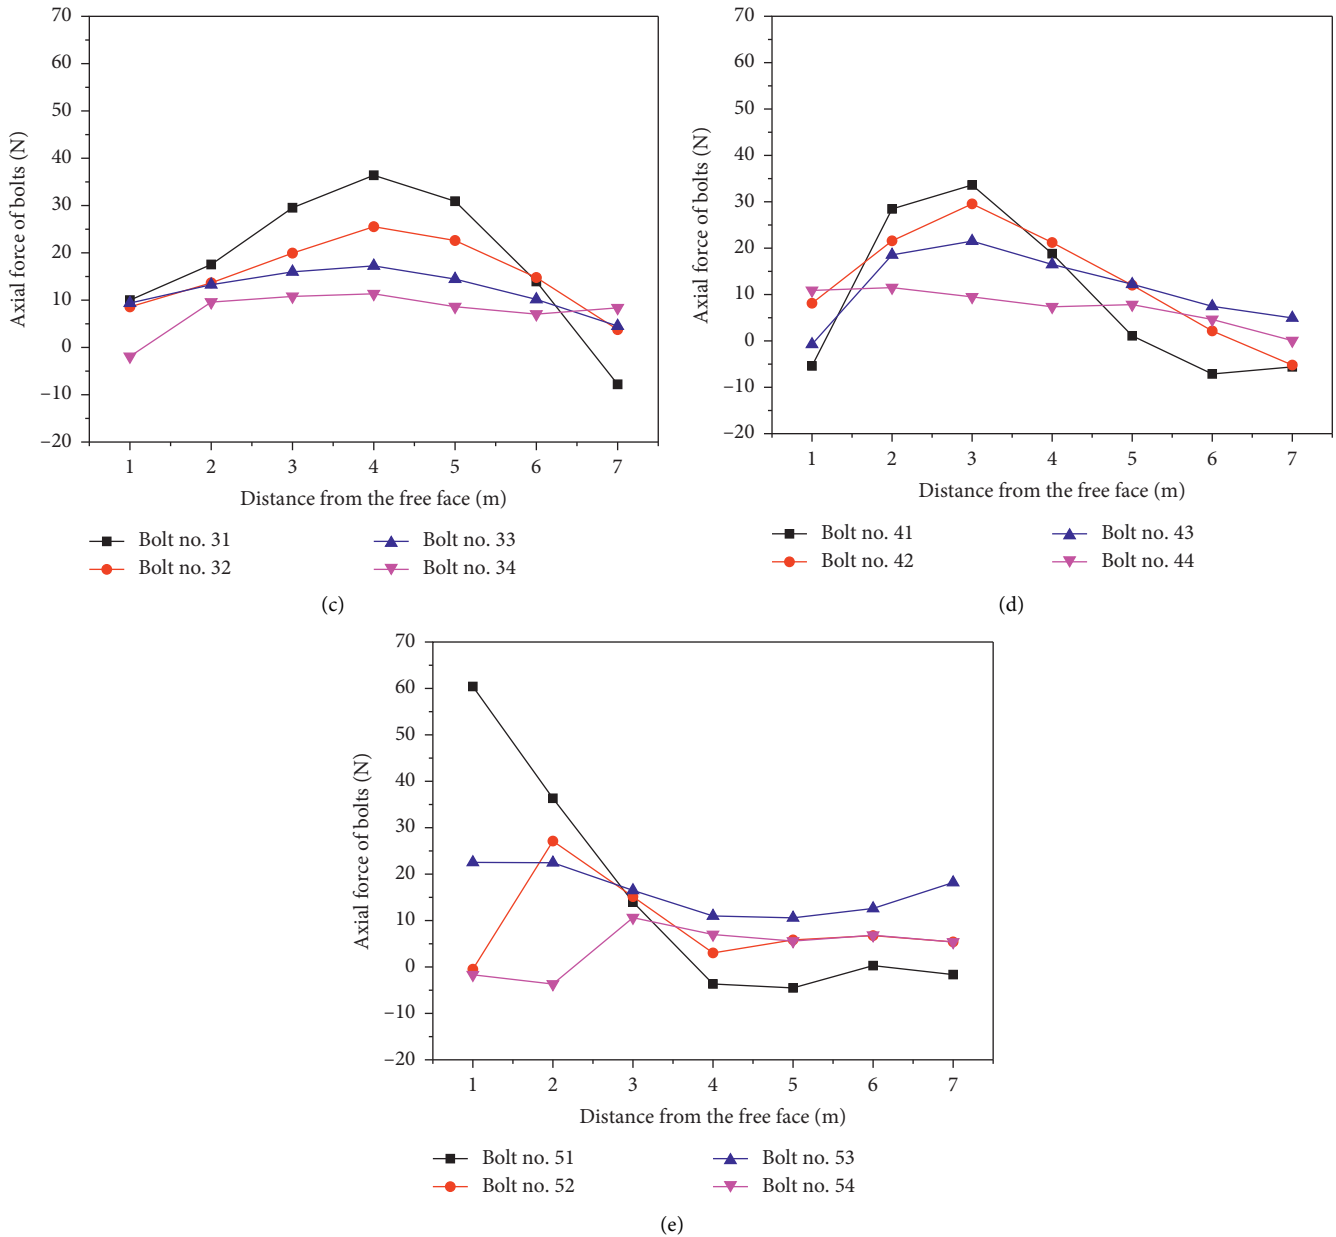 70
60
50
40
30
20
10
0
–10
–20
Axial force of bolts (N)
1 2 3 4 5 6 7
Distance from the free face (m)
Bolt no. 31
Bolt no. 32
Bolt no. 33
Bolt no. 34
(c)
70
60
50
40
30
20
10
0
–10
–20
Axial force of bolts (N)
1 2 3 4 5 6 7
Distance from the free face (m)
Bolt no. 41
Bolt no. 42
Bolt no. 43
Bolt no. 44
(d)
70
60
50
40
30
20
10
0
–10
–20
Axial force of bolts (N)
1 2 3 4 5 6 7
Distance from the free face (m)
Bolt no. 51
Bolt no. 52
Bolt no. 53
Bolt no. 54
(e)